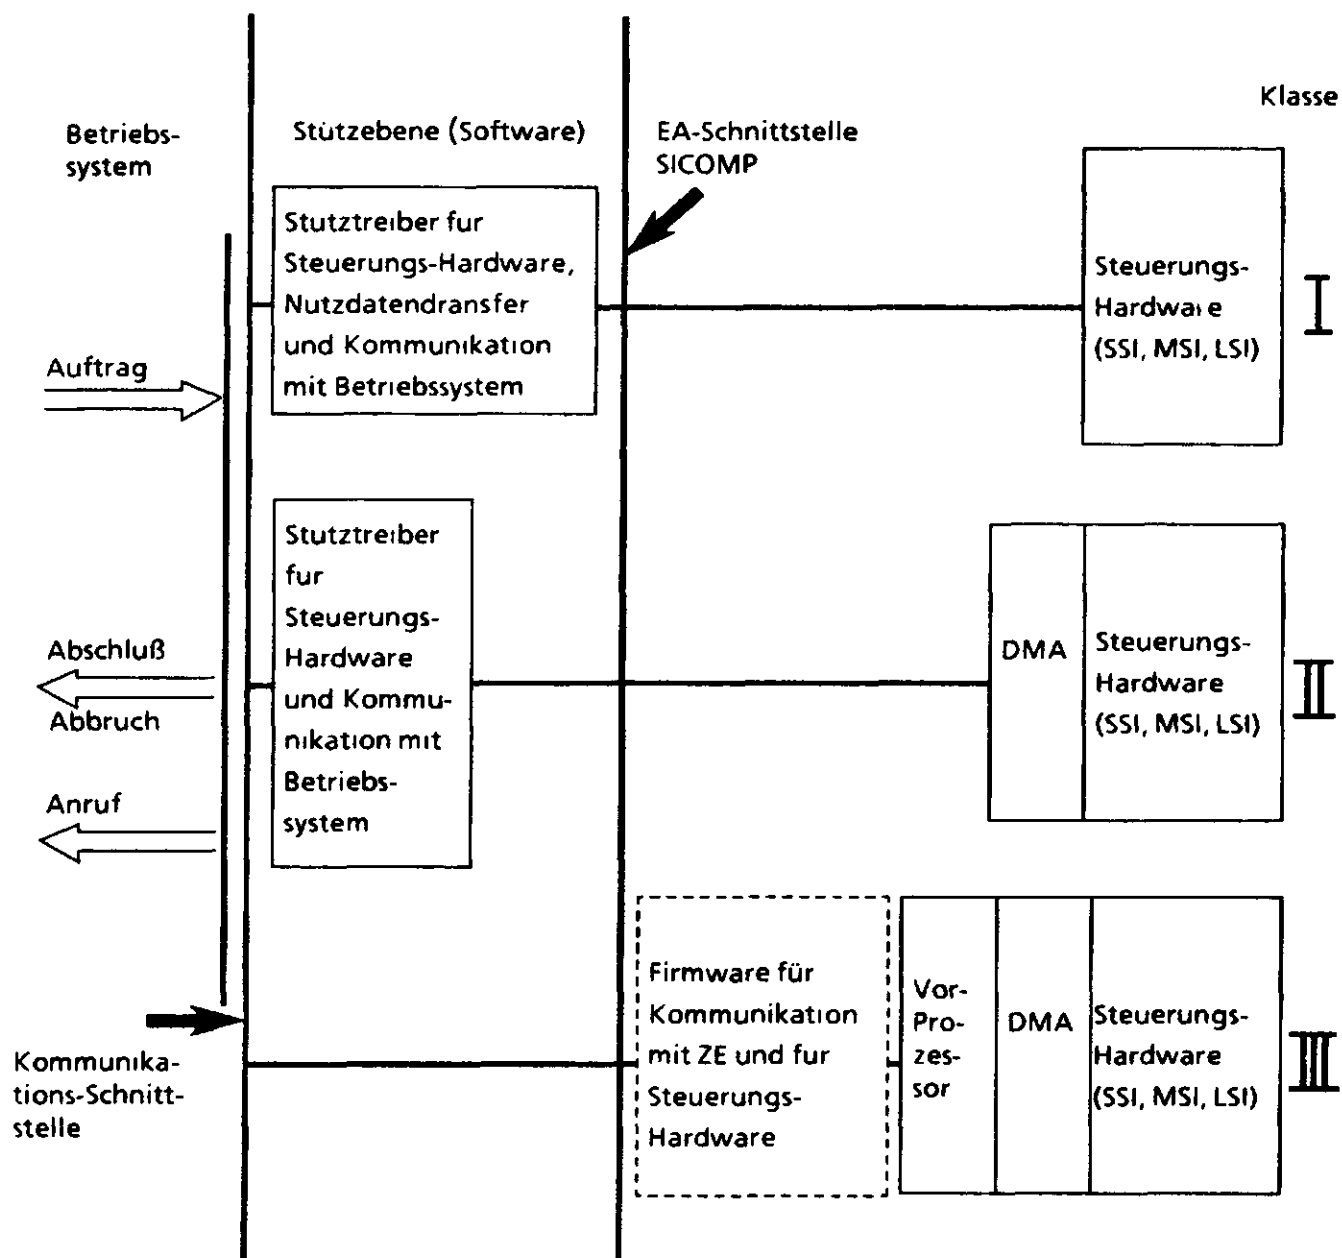 Klasse
Betriebs-
system
Stützebene (Software)
EA-Schnittstelle
SICOMP
Stutztreiber fur
Steuerungs-Hardware,
Nutzdatendransfer
und Kommunikation
mit Betriebssystem
Steuerungs-
Hardware
(SSI, MSI, LSI)
I
Auftrag
Stutztreiber
fur
Steuerungs-
Hardware
und Kommu-
nikation mit
Betriebs-
system
DMA
Steuerungs-
Hardware
(SSI, MSI, LSI)
II
Abschluß
Abbruch
Anruf
Kommunika-
tions-Schnitt-
stelle
Firmware für
Kommunikation
mit ZE und fur
Steuerungs-
Hardware
Vor-
Pro-
zes-
sor
DMA
Steuerungs-
Hardware
(SSI, MSI, LSI)
III